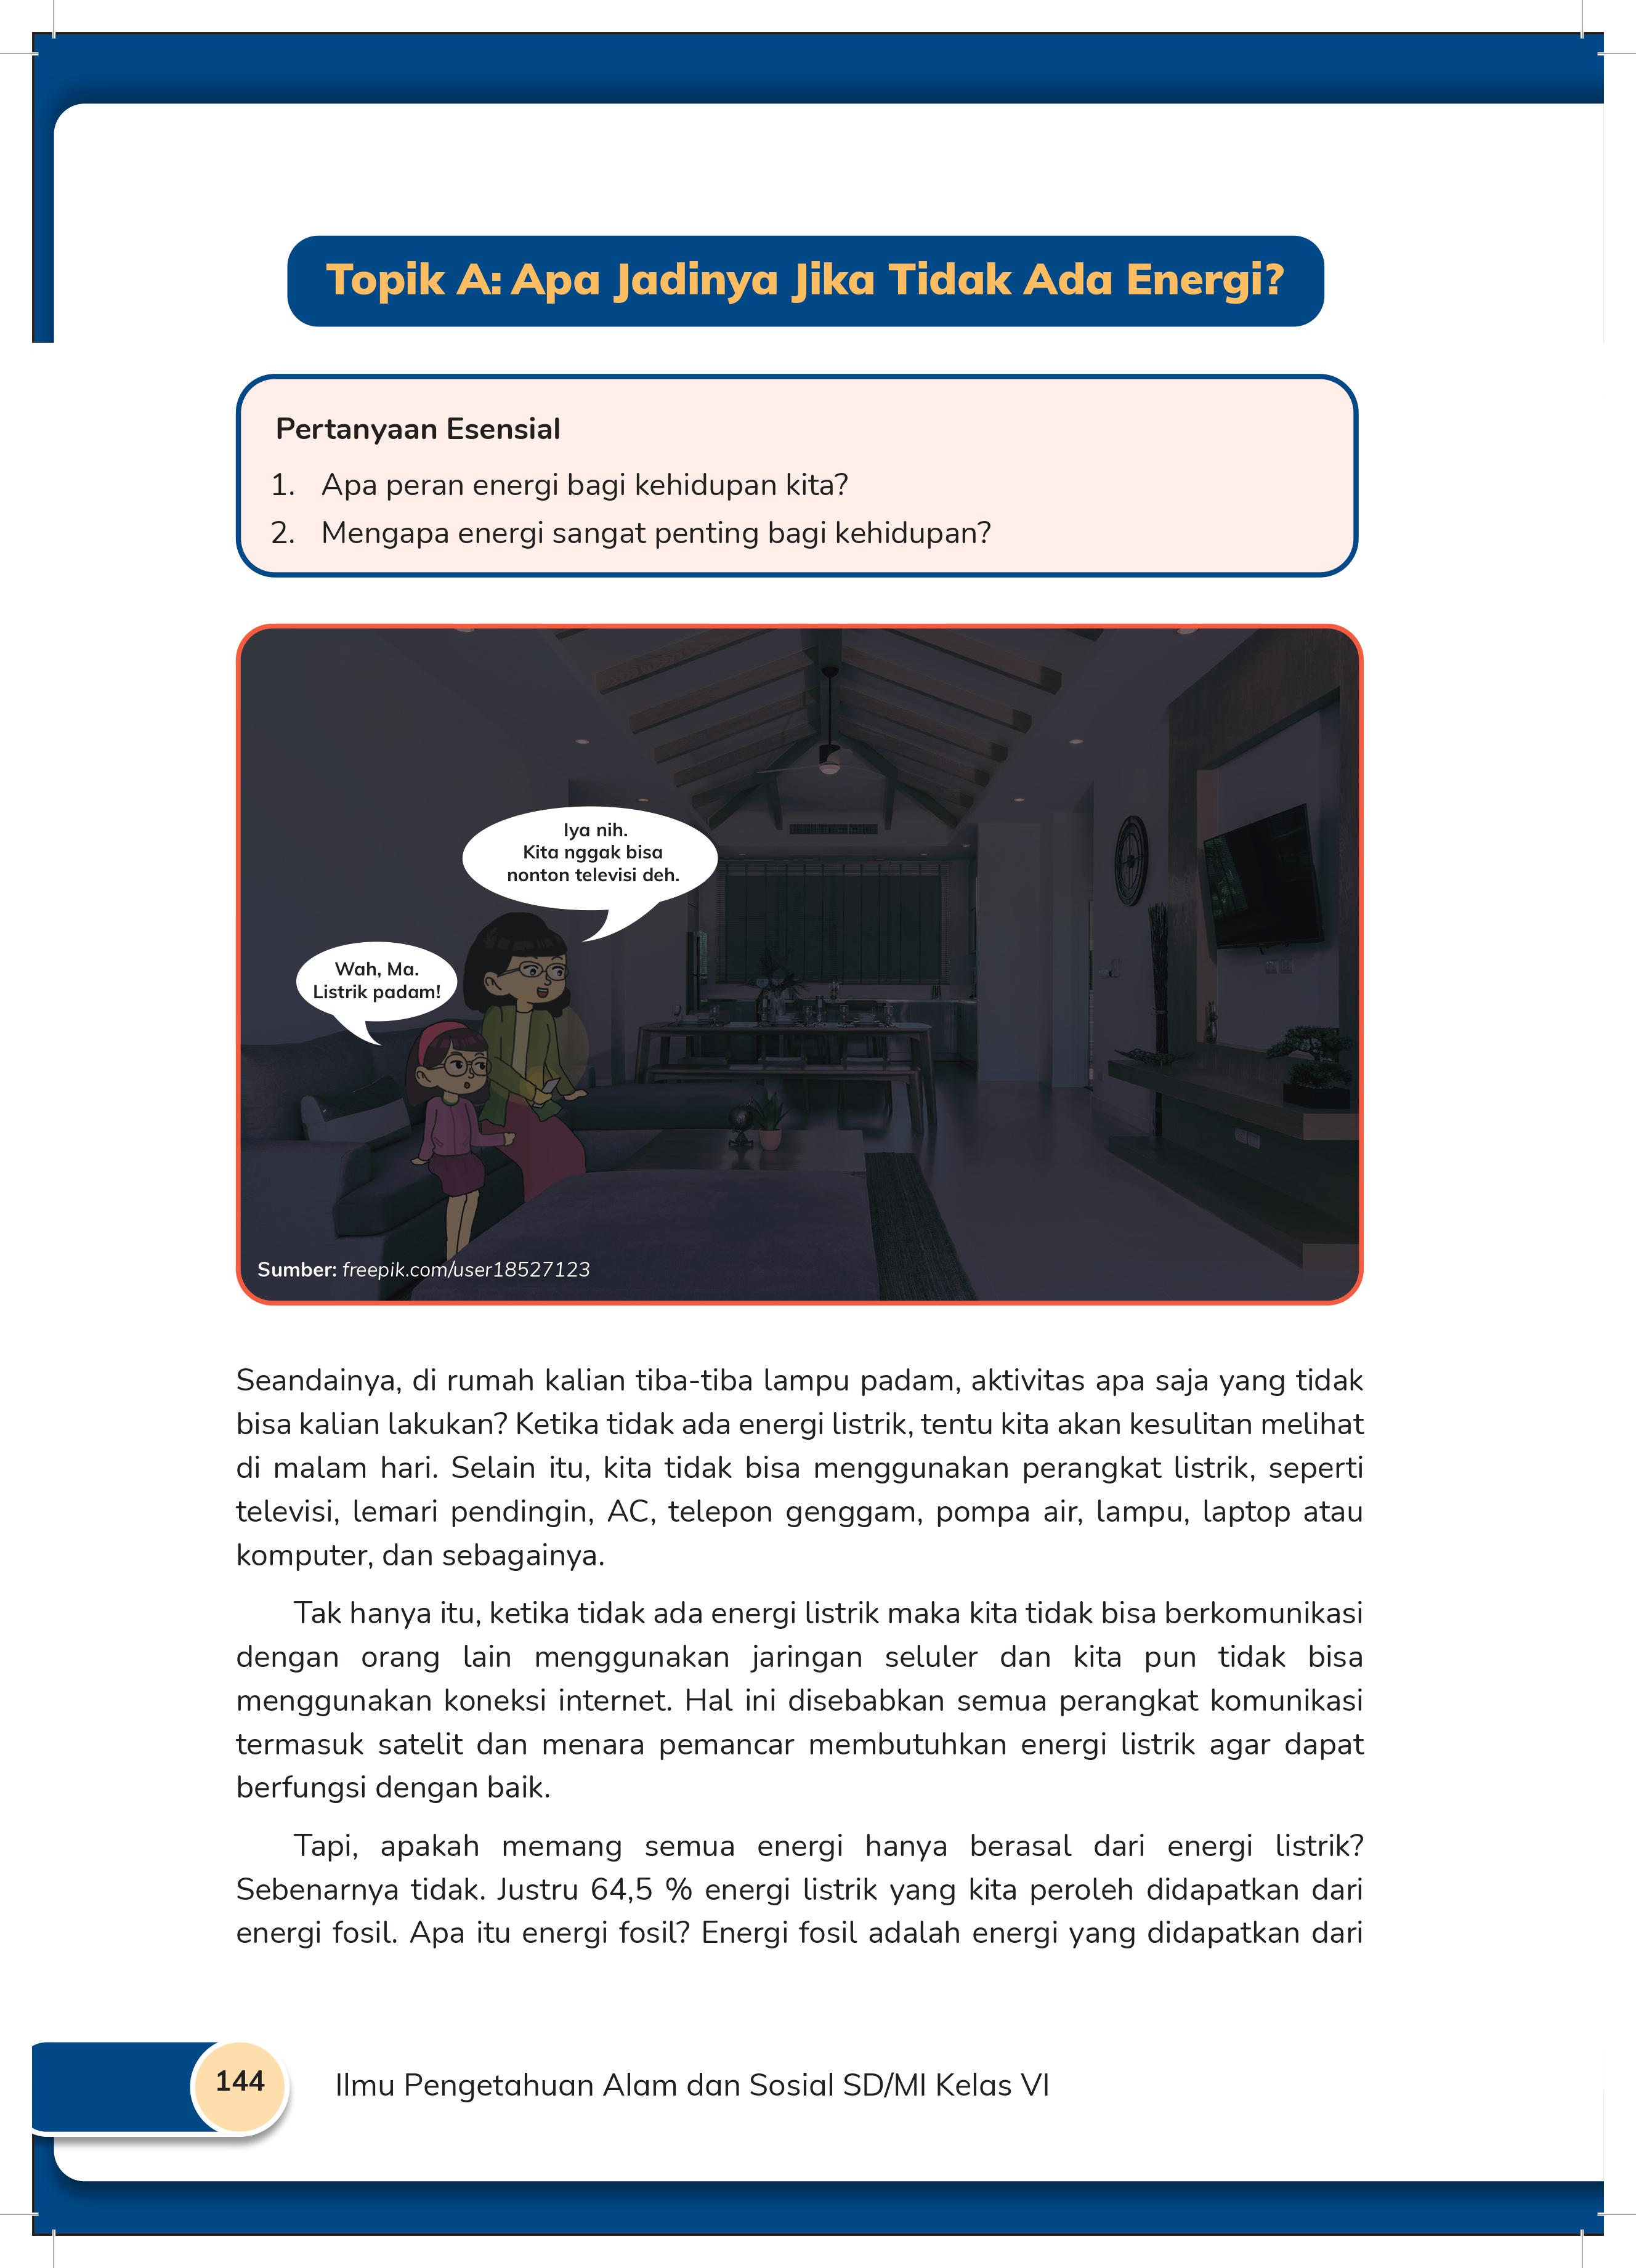 Topik A: Apa Jadinya Jika Tidak Ada Energi?
Pertanyaan Esensial
1. Apa peran energi bagi kehidupan kita?
2. Mengapa energi sangat penting bagi kehidupan?
Iya nih.
Kita nggak bisa
nonton televisi deh.
Wah, Ma.
Listrik padam!
Sumber: freepik.com/user18527123
Seandainya, di rumah kalian tiba-tiba lampu padam, aktivitas apa saja yang tidak
bisa kalian lakukan? Ketika tidak ada energi listrik, tentu kita akan kesulitan melihat
di malam hari. Selain itu, kita tidak bisa menggunakan perangkat listrik, seperti
televisi, lemari pendingin, AC, telepon genggam, pompa air, lampu, laptop atau
komputer, dan sebagainya.
Tak hanya itu, ketika tidak ada energi listrik maka kita tidak bisa berkomunikasi
dengan orang lain menggunakan jaringan seluler dan kita pun tidak bisa
menggunakan koneksi internet. Hal ini disebabkan semua perangkat komunikasi
termasuk satelit dan menara pemancar membutuhkan energi listrik agar dapat
berfungsi dengan baik.
Tapi, apakah memang semua energi hanya berasal dari energi listrik?
Sebenarnya tidak. Justru 64,5 % energi listrik yang kita peroleh didapatkan dari
energi fosil. Apa itu energi fosil? Energi fosil adalah energi yang didapatkan dari
144
Ilmu Pengetahuan Alam dan Sosial SD/MI Kelas VI